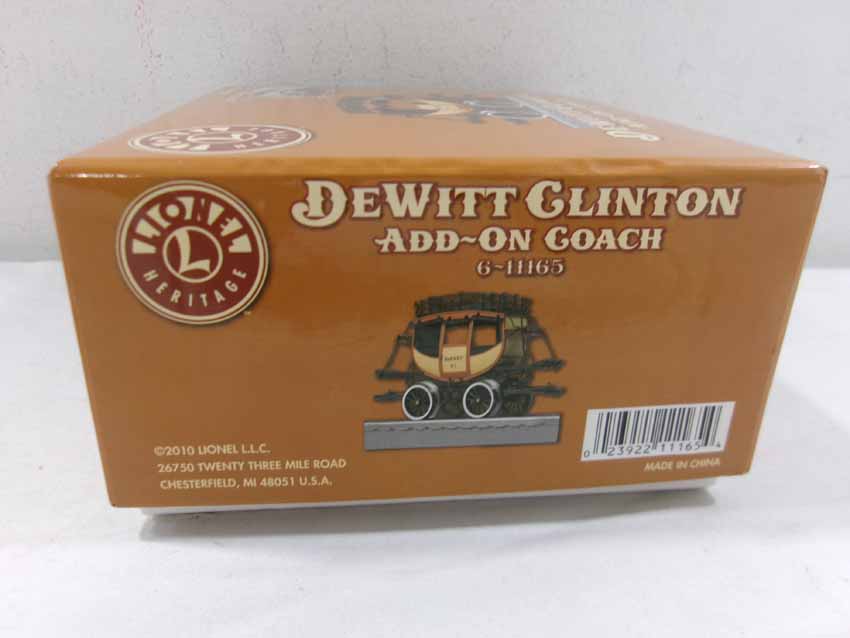 LIONEL
L
HERITAGE
DEWITT CLINTON
ADD-ON COACH
6-11165
©2010 LIONEL L.L.C.
26750 TWENTY THREE MILE ROAD
CHESTERFIELD, MI 48051 U.S.A.
0 23922 11165 4
MADE IN CHINA